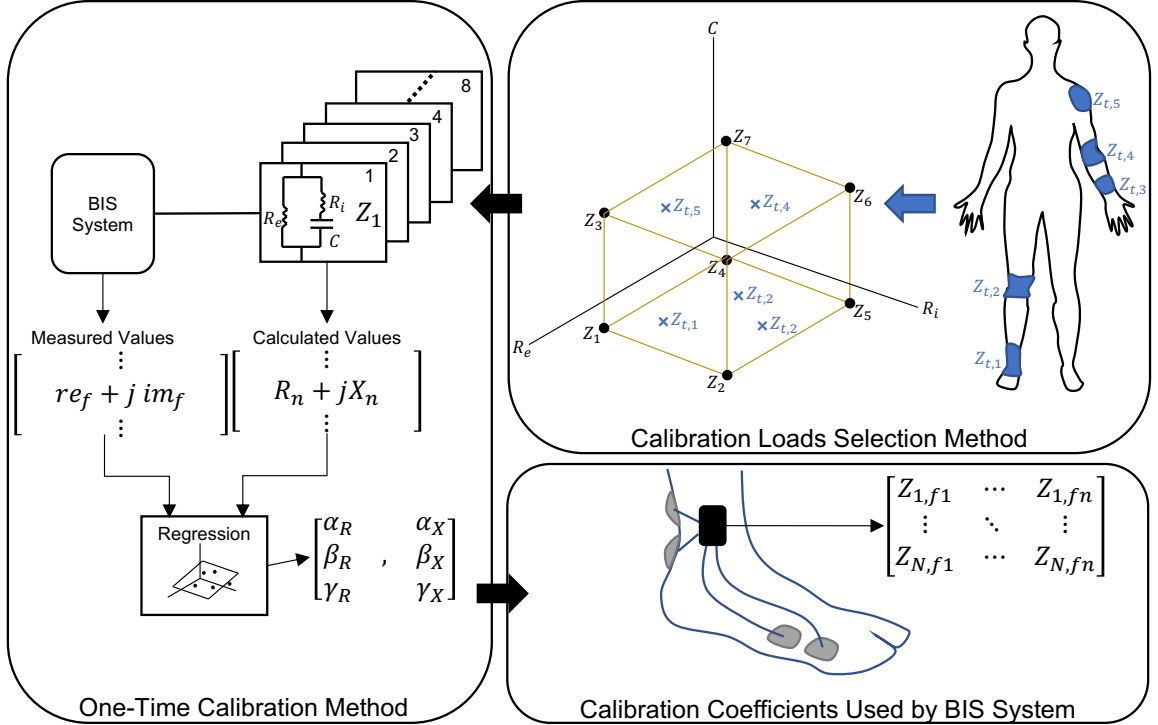 8
4
3
2
1
R_e
R_i
C
Z_1
BIS
System
Measured Values
⋮
re_f + j im_f
⋮
Calculated Values
⋮
R_n + jX_n
⋮
Regression
α_R α_X
β_R , β_X
γ_R γ_X
One-Time Calibration Method
C
Z_7
Z_6
Z_{t,5}
Z_{t,4}
Z_3
Z_4
Z_{t,2}
Z_5
R_i
Z_{t,1}
Z_{t,2}
Z_1
R_e
Z_2
Z_{t,5}
Z_{t,4}
Z_{t,3}
Z_{t,2}
Z_{t,1}
Calibration Loads Selection Method
Z_{1,f1} ⋯ Z_{1,fn}
⋮ ⋱ ⋮
Z_{N,f1} ⋯ Z_{N,fn}
Calibration Coefficients Used by BIS System